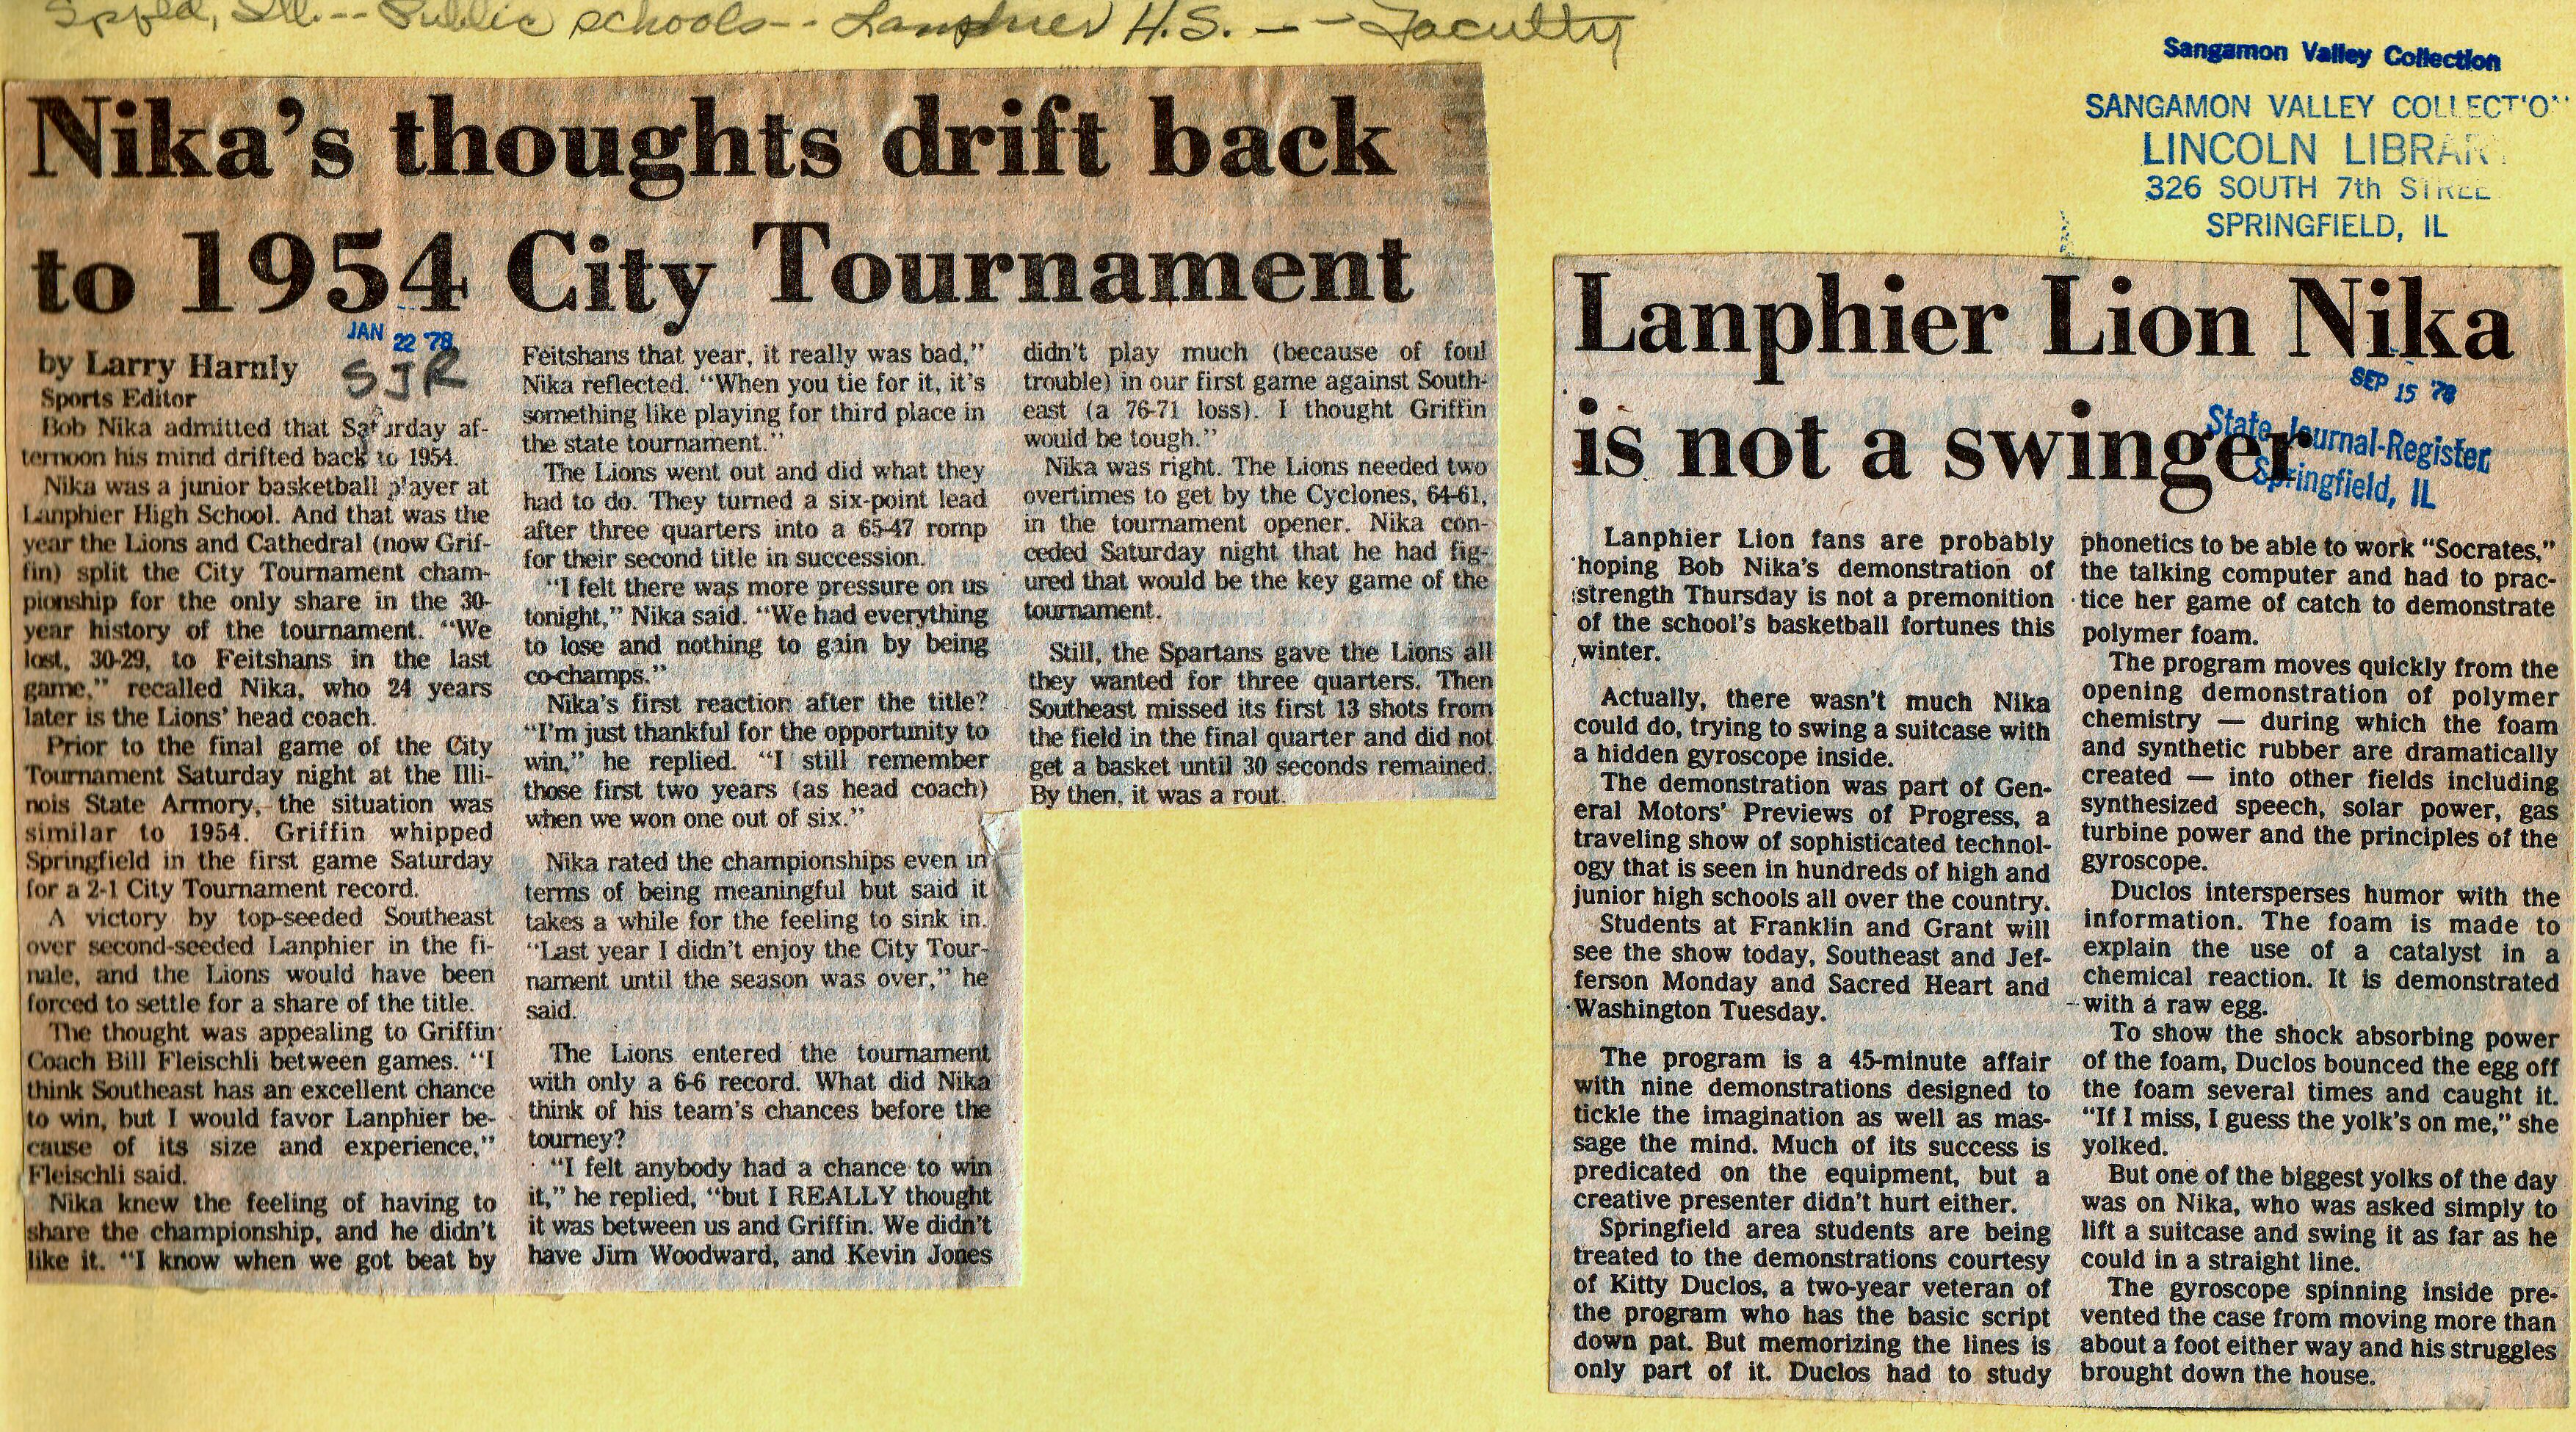 Spfld, Ill. -- Public schools -- Lanphier H.S. -- Faculty
Sangamon Valley Collection
SANGAMON VALLEY COLLECT'O
LINCOLN LIBRAR
326 SOUTH 7th STREE
SPRINGFIELD, IL
Nika's thoughts drift back
to 1954 City Tournament
JAN 22 '78
SJR
by Larry Harnly
Sports Editor
Bob Nika admitted that Saturday af-
ternoon his mind drifted back to 1954.
Nika was a junior basketball player at
Lanphier High School. And that was the
year the Lions and Cathedral (now Grif-
fin) split the City Tournament cham-
pionship for the only share in the 30-
year history of the tournament. "We
lost, 30-29, to Feitshans in the last
game," recalled Nika, who 24 years
later is the Lions' head coach.
Prior to the final game of the City
Tournament Saturday night at the Illi-
nois State Armory, the situation was
similar to 1954. Griffin whipped
Springfield in the first game Saturday
for a 2-1 City Tournament record.
A victory by top-seeded Southeast
over second-seeded Lanphier in the fi-
nale, and the Lions would have been
forced to settle for a share of the title.
The thought was appealing to Griffin
Coach Bill Fleischli between games. "I
think Southeast has an excellent chance
to win, but I would favor Lanphier be-
cause of its size and experience,"
Fleischli said.
Nika knew the feeling of having to
share the championship, and he didn't
like it. "I know when we got beat by
Feitshans that year, it really was bad,"
Nika reflected. "When you tie for it, it's
something like playing for third place in
the state tournament."
The Lions went out and did what they
had to do. They turned a six-point lead
after three quarters into a 65-47 romp
for their second title in succession.
"I felt there was more pressure on us
tonight," Nika said. "We had everything
to lose and nothing to gain by being
co-champs."
Nika's first reaction after the title?
"I'm just thankful for the opportunity to
win," he replied. "I still remember
those first two years (as head coach)
when we won one out of six."
Nika rated the championships even in
terms of being meaningful but said it
takes a while for the feeling to sink in.
"Last year I didn't enjoy the City Tour-
nament until the season was over," he
said.
The Lions entered the tournament
with only a 6-6 record. What did Nika
think of his team's chances before the
tourney?
"I felt anybody had a chance to win
it," he replied, "but I REALLY thought
it was between us and Griffin. We didn't
have Jim Woodward, and Kevin Jones
didn't play much (because of foul
trouble) in our first game against South-
east (a 76-71 loss). I thought Griffin
would be tough."
Nika was right. The Lions needed two
overtimes to get by the Cyclones, 64-61,
in the tournament opener. Nika con-
ceded Saturday night that he had fig-
ured that would be the key game of the
tournament.
Still, the Spartans gave the Lions all
they wanted for three quarters. Then
Southeast missed its first 13 shots from
the field in the final quarter and did not
get a basket until 30 seconds remained.
By then, it was a rout.
Lanphier Lion Nika
is not a swinger
SEP 15 '78
State Journal-Register
Springfield, IL
Lanphier Lion fans are probably
hoping Bob Nika's demonstration of
strength Thursday is not a premonition
of the school's basketball fortunes this
winter.
Actually, there wasn't much Nika
could do, trying to swing a suitcase with
a hidden gyroscope inside.
The demonstration was part of Gen-
eral Motors' Previews of Progress, a
traveling show of sophisticated technol-
ogy that is seen in hundreds of high and
junior high schools all over the country.
Students at Franklin and Grant will
see the show today, Southeast and Jef-
ferson Monday and Sacred Heart and
Washington Tuesday.
The program is a 45-minute affair
with nine demonstrations designed to
tickle the imagination as well as mas-
sage the mind. Much of its success is
predicated on the equipment, but a
creative presenter didn't hurt either.
Springfield area students are being
treated to the demonstrations courtesy
of Kitty Duclos, a two-year veteran of
the program who has the basic script
down pat. But memorizing the lines is
only part of it. Duclos had to study
phonetics to be able to work "Socrates,"
the talking computer and had to prac-
tice her game of catch to demonstrate
polymer foam.
The program moves quickly from the
opening demonstration of polymer
chemistry — during which the foam
and synthetic rubber are dramatically
created — into other fields including
synthesized speech, solar power, gas
turbine power and the principles of the
gyroscope.
Duclos intersperses humor with the
information. The foam is made to
explain the use of a catalyst in a
chemical reaction. It is demonstrated
with a raw egg.
To show the shock absorbing power
of the foam, Duclos bounced the egg off
the foam several times and caught it.
"If I miss, I guess the yolk's on me," she
yolked.
But one of the biggest yolks of the day
was on Nika, who was asked simply to
lift a suitcase and swing it as far as he
could in a straight line.
The gyroscope spinning inside pre-
vented the case from moving more than
about a foot either way and his struggles
brought down the house.